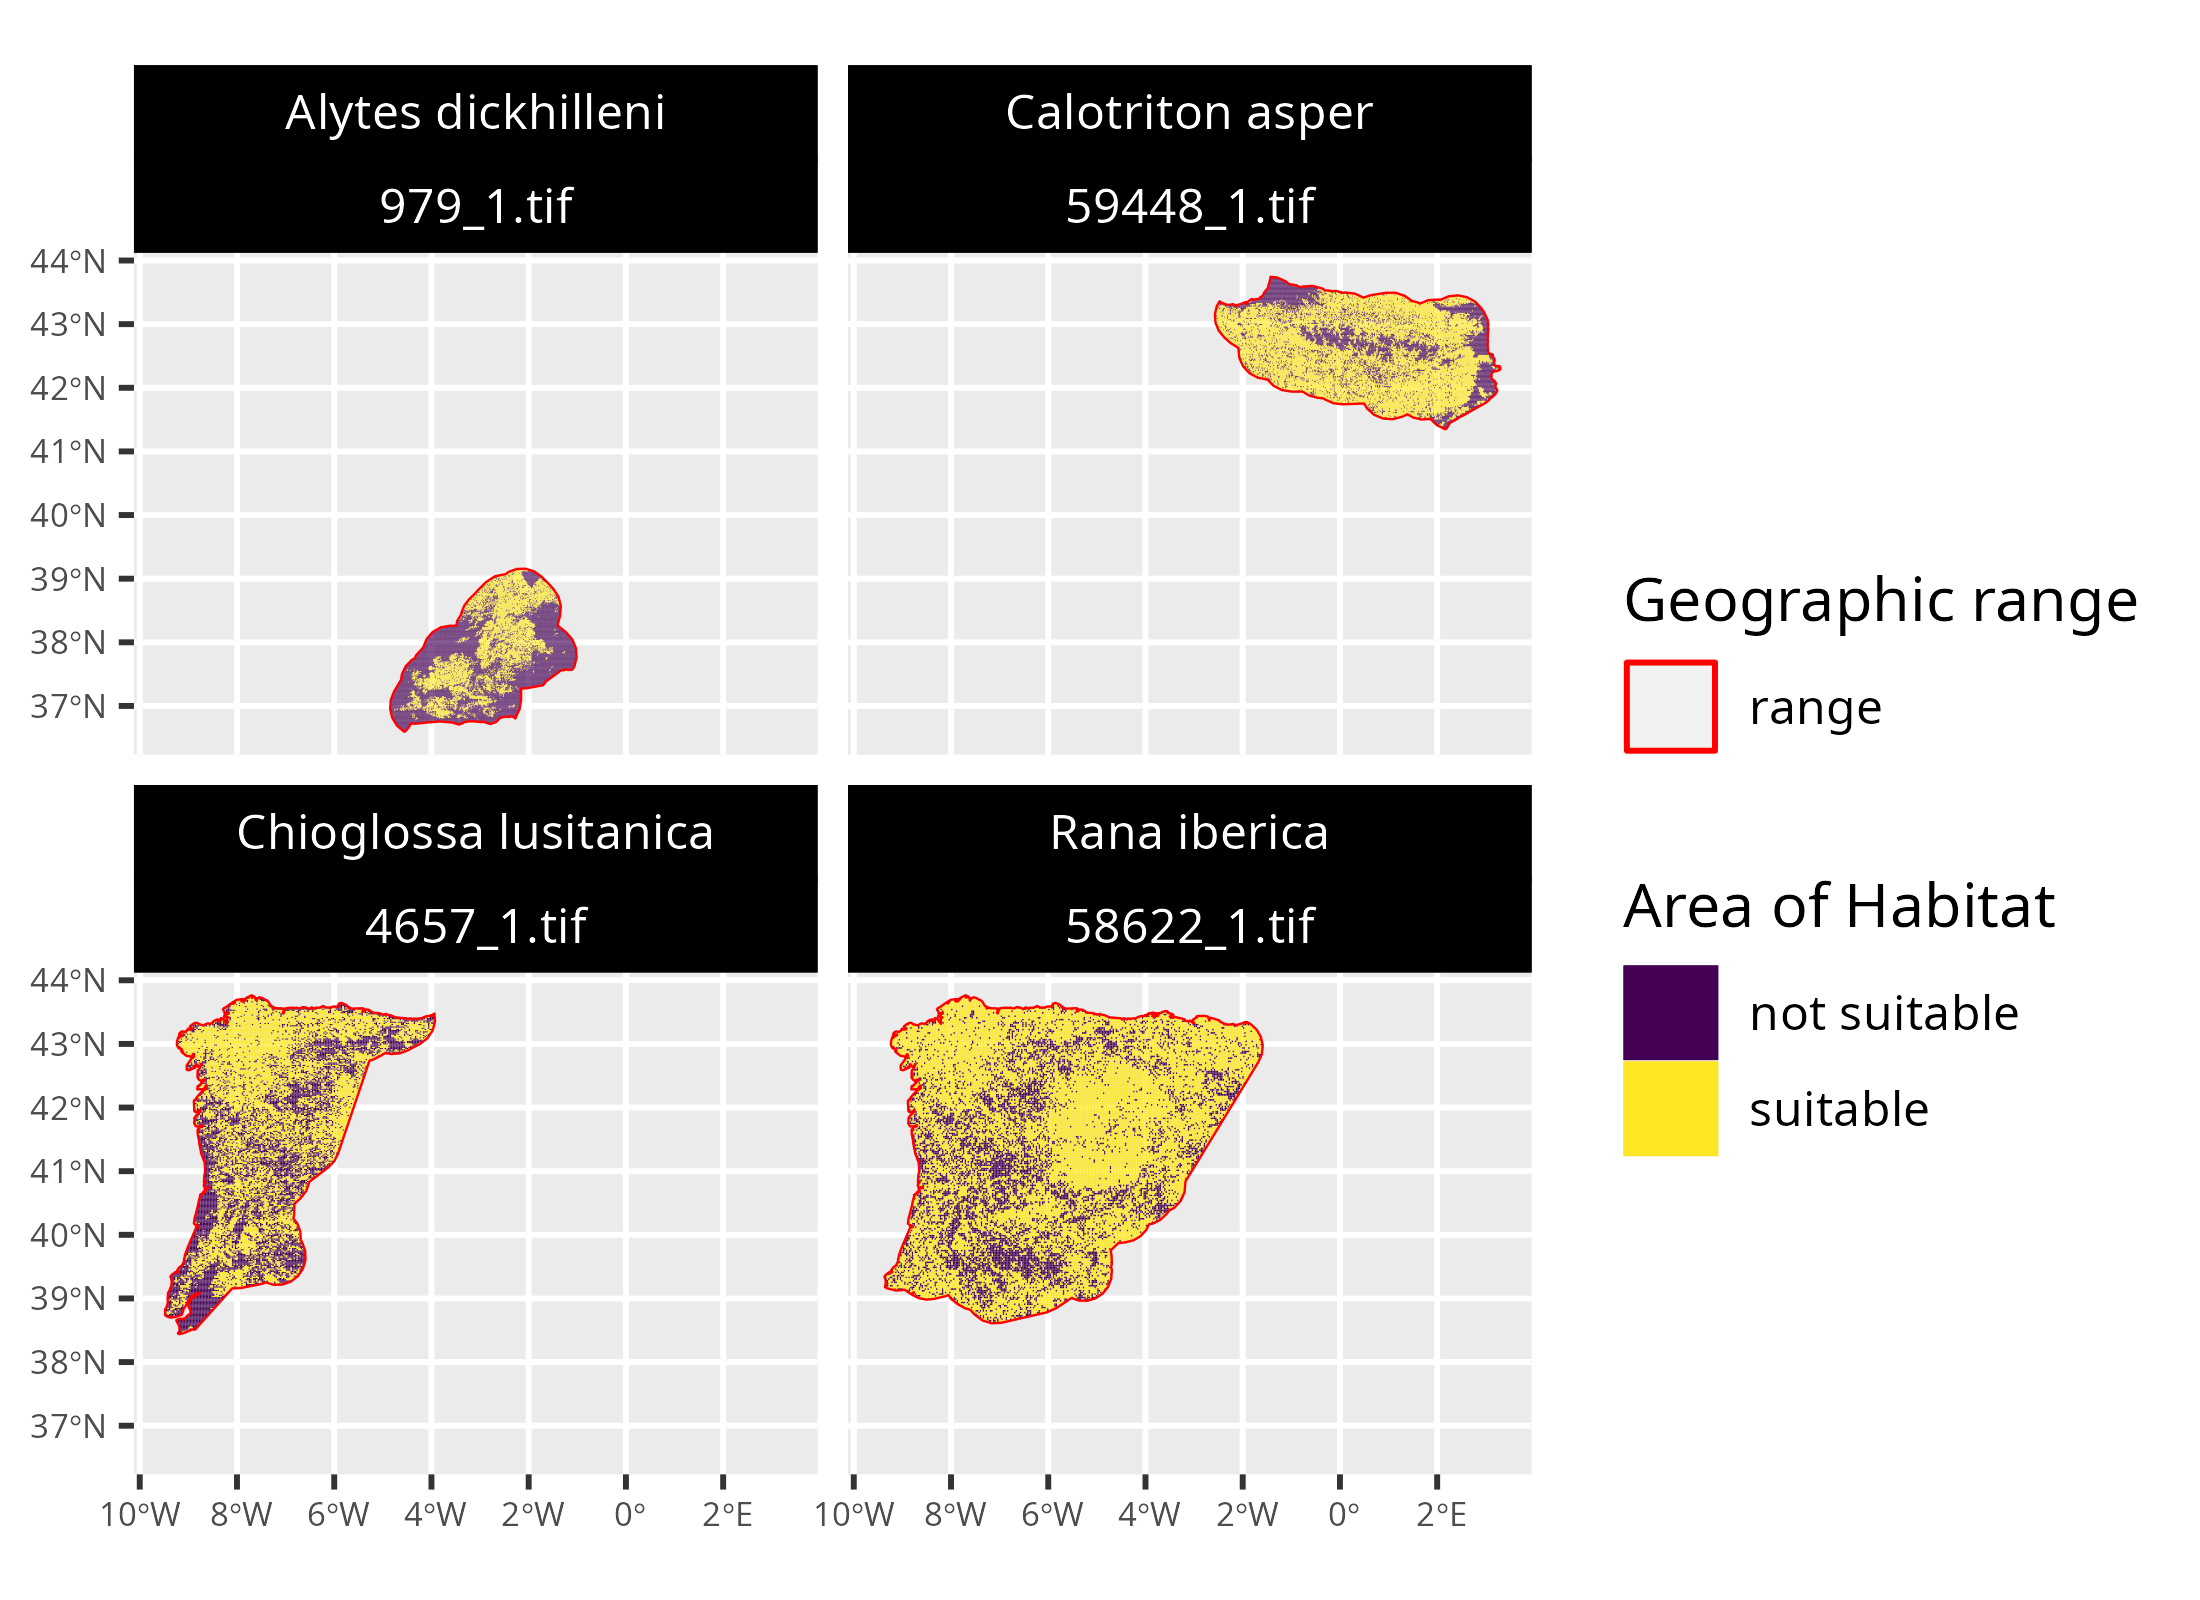 Alytes dickhilleni
979_1.tif
Calotriton asper
59448_1.tif
44°N
43°N
42°N
41°N
40°N
39°N
38°N
37°N
Chioglossa lusitanica
4657_1.tif
Rana iberica
58622_1.tif
44°N
43°N
42°N
41°N
40°N
39°N
38°N
37°N
10°W 8°W 6°W 4°W 2°W 0° 2°E
10°W 8°W 6°W 4°W 2°W 0° 2°E
Geographic range
range
Area of Habitat
not suitable
suitable